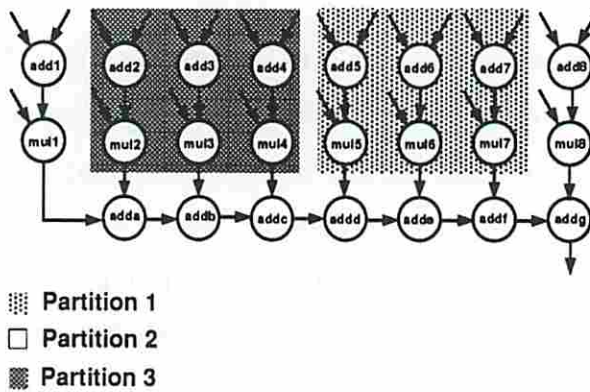 add1 add2 add3 add4 add5 add6 add7 add8
mul1 mul2 mul3 mul4 mul5 mul6 mul7 mul8
adda addb addc addd adde addf addg
Partition 1
Partition 2
Partition 3